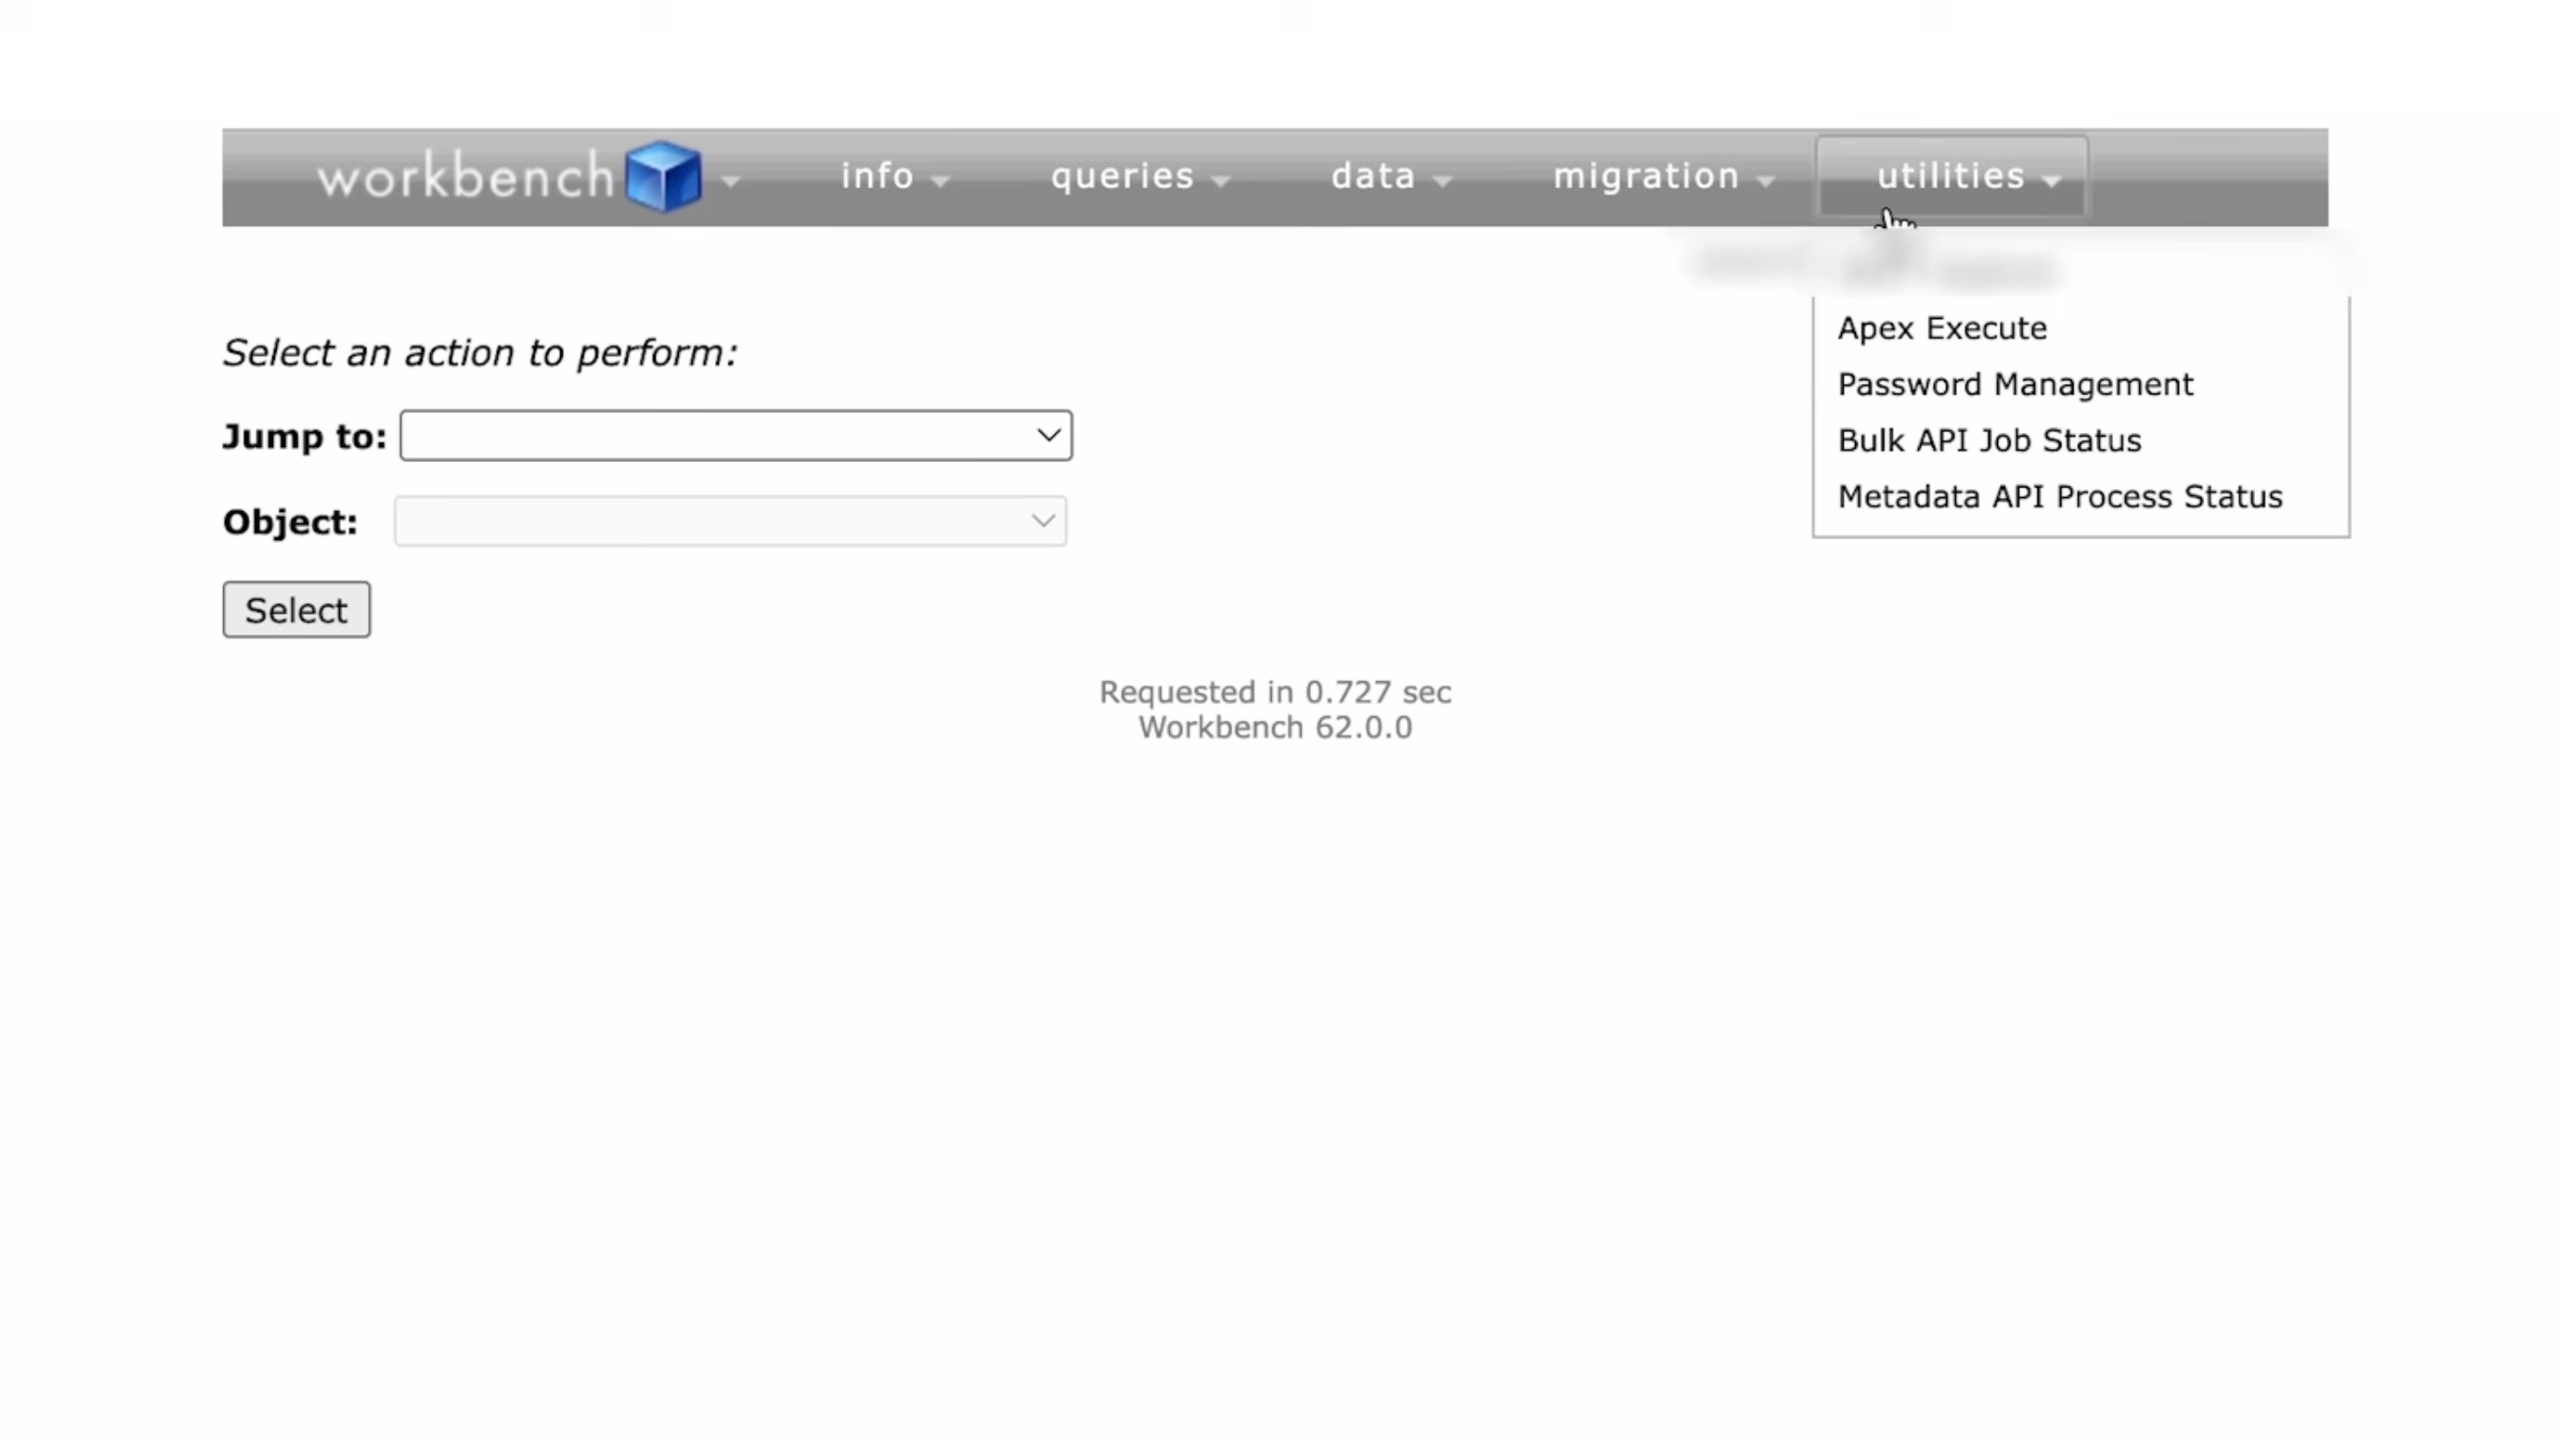 workbench info queries data migration utilities
Apex Execute
Password Management
Bulk API Job Status
Metadata API Process Status
Select an action to perform:
Jump to:
Object:
Select
Requested in 0.727 sec
Workbench 62.0.0